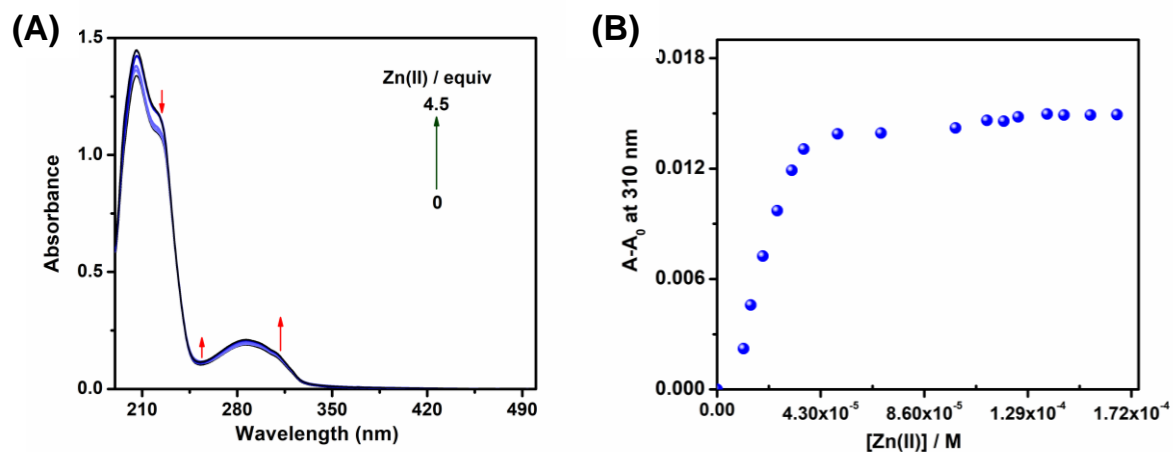 (A)
1.5
1.0
0.5
0.0
Absorbance
210 280 350 420 490
Wavelength (nm)
Zn(II) / equiv
4.5
0
(B)
0.018
0.012
0.006
0.000
A-A₀ at 310 nm
0.00 4.30x10⁻⁵ 8.60x10⁻⁵ 1.29x10⁻⁴ 1.72x10⁻⁴
[Zn(II)] / M